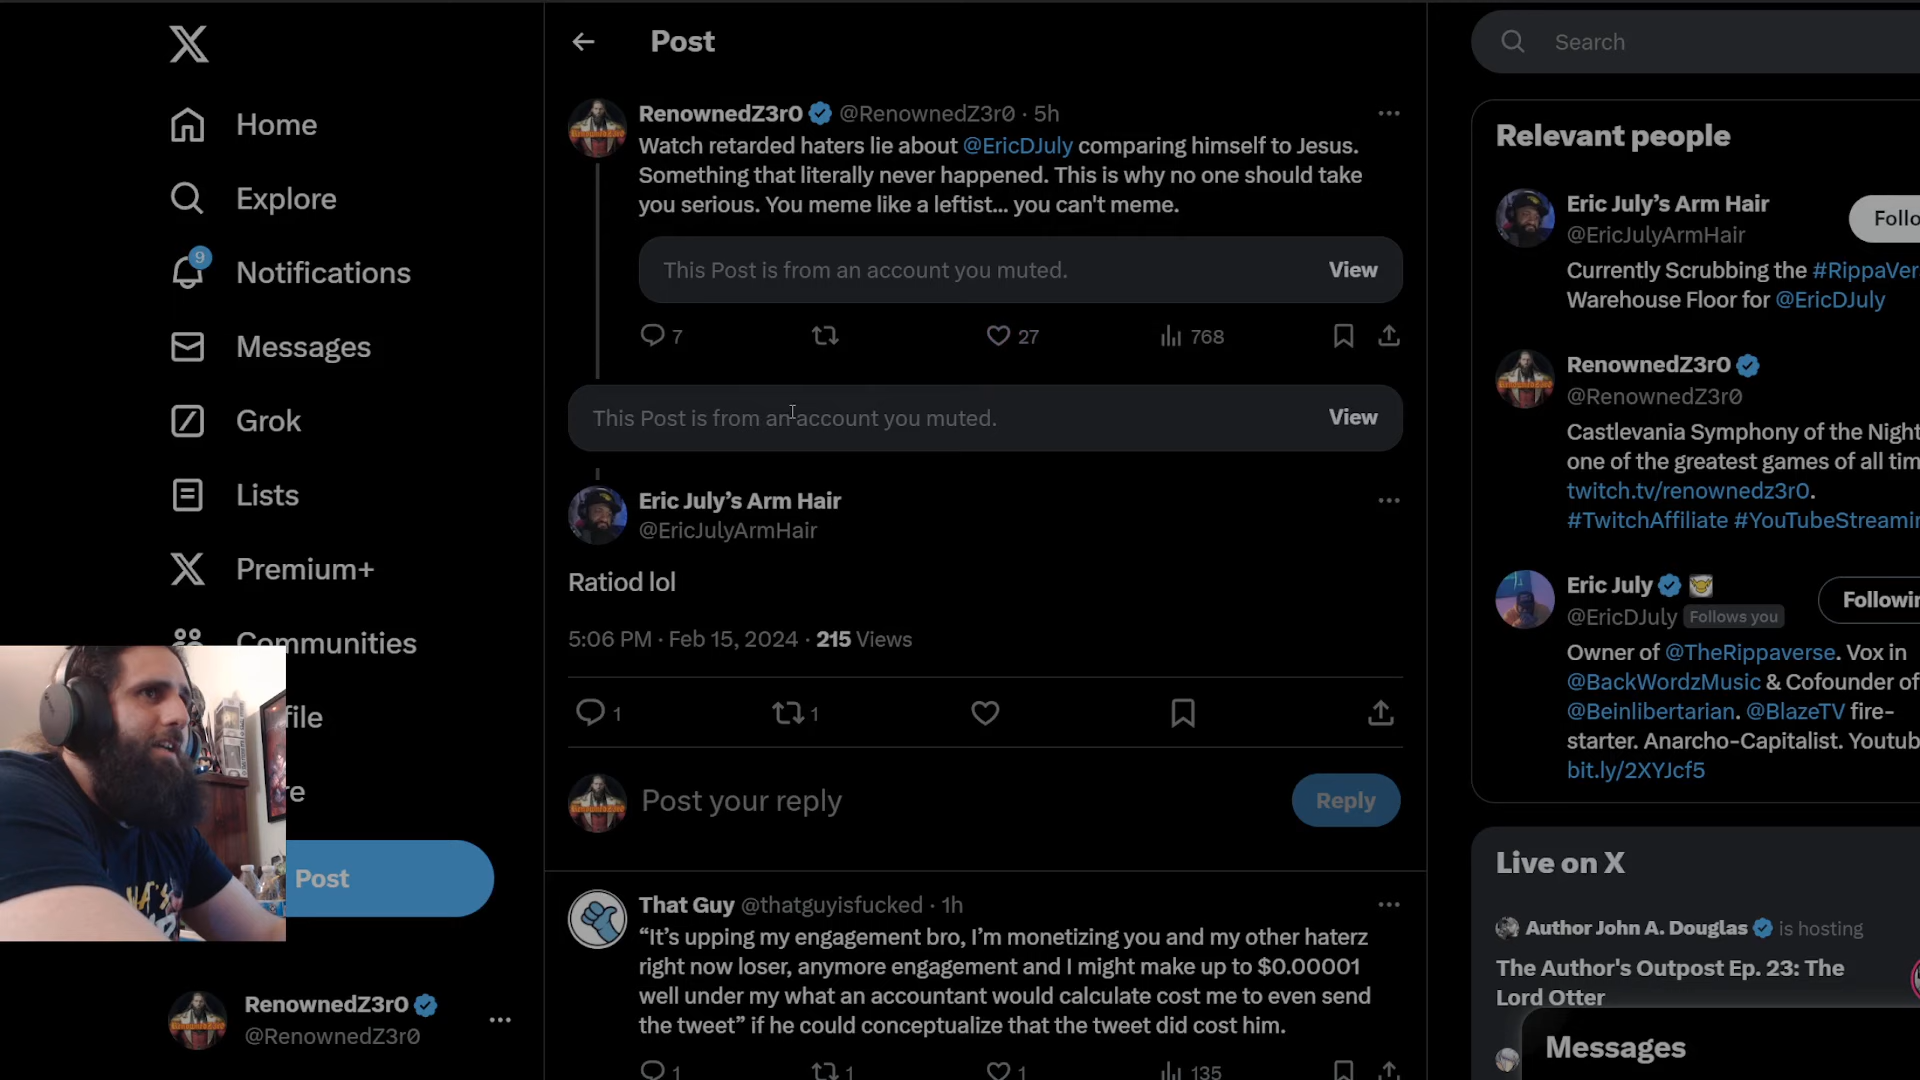 Post
Search
Home
Explore
9
Notifications
Messages
Grok
Lists
Premium+
Communities
file
re
Post
RenownedZ3r0
@RenownedZ3r0
RenownedZ3r0 @RenownedZ3r0 · 5h
Watch retarded haters lie about @EricDJuly comparing himself to Jesus.
Something that literally never happened. This is why no one should take
you serious. You meme like a leftist... you can't meme.
This Post is from an account you muted.
View
7
27
768
This Post is from an account you muted.
View
Eric July’s Arm Hair
@EricJulyArmHair
Ratiod lol
5:06 PM · Feb 15, 2024 · 215 Views
1
1
Post your reply
Reply
That Guy @thatguyisfucked · 1h
“It’s upping my engagement bro, I’m monetizing you and my other haterz
right now loser, anymore engagement and I might make up to $0.00001
well under my what an accountant would calculate cost me to even send
the tweet” if he could conceptualize that the tweet did cost him.
1
1
1
135
Relevant people
Eric July’s Arm Hair
@EricJulyArmHair
Follo
Currently Scrubbing the #RippaVer
Warehouse Floor for @EricDJuly
RenownedZ3r0
@RenownedZ3r0
Castlevania Symphony of the Night
one of the greatest games of all tim
twitch.tv/renownedz3r0.
#TwitchAffiliate #YouTubeStreamin
Eric July
@EricDJuly Follows you
Followin
Owner of @TheRippaverse. Vox in
@BackWordzMusic & Cofounder of
@Beinlibertarian. @BlazeTV fire-
starter. Anarcho-Capitalist. Youtub
bit.ly/2XYJcf5
Live on X
Author John A. Douglas is hosting
The Author's Outpost Ep. 23: The
Lord Otter
Messages